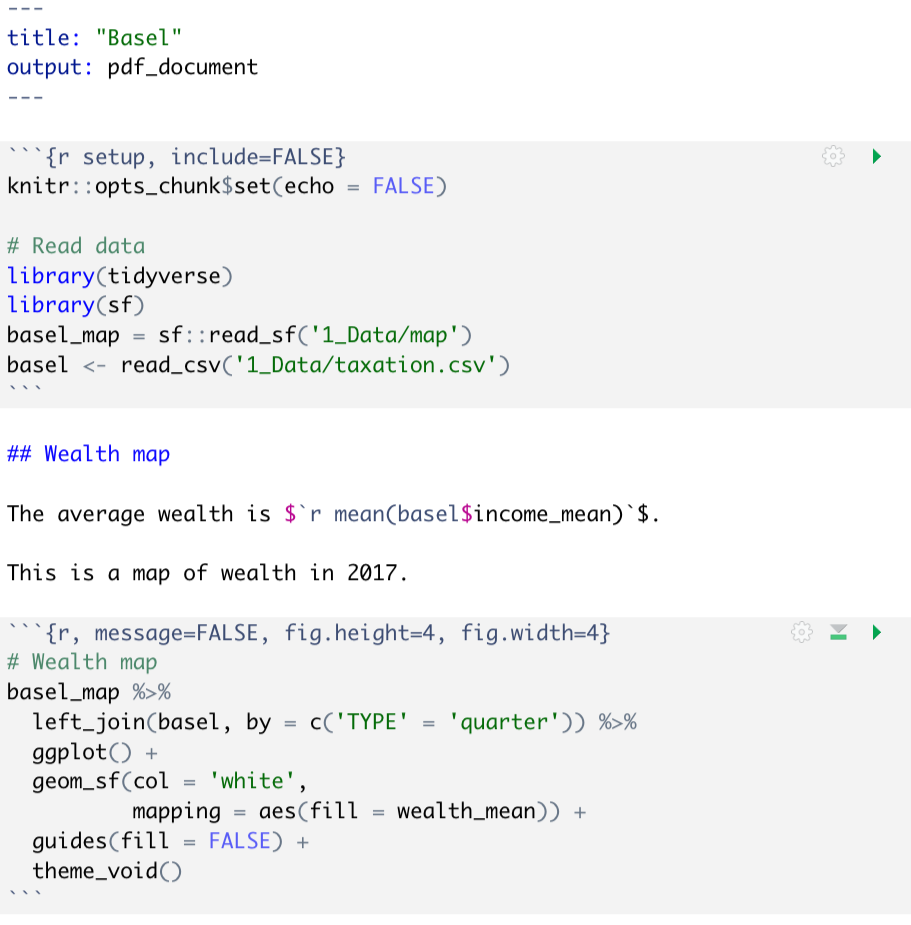 ---
title: "Basel"
output: pdf_document
---
```{r setup, include=FALSE}
knitr::opts_chunk$set(echo = FALSE)
# Read data
library(tidyverse)
library(sf)
basel_map = sf::read_sf('1_Data/map')
basel <- read_csv('1_Data/taxation.csv')
```
## Wealth map
The average wealth is $`r mean(basel$income_mean)`$.
This is a map of wealth in 2017.
```{r, message=FALSE, fig.height=4, fig.width=4}
# Wealth map
basel_map %>%
  left_join(basel, by = c('TYPE' = 'quarter')) %>%
  ggplot() +
  geom_sf(col = 'white',
          mapping = aes(fill = wealth_mean)) +
  guides(fill = FALSE) +
  theme_void()
```